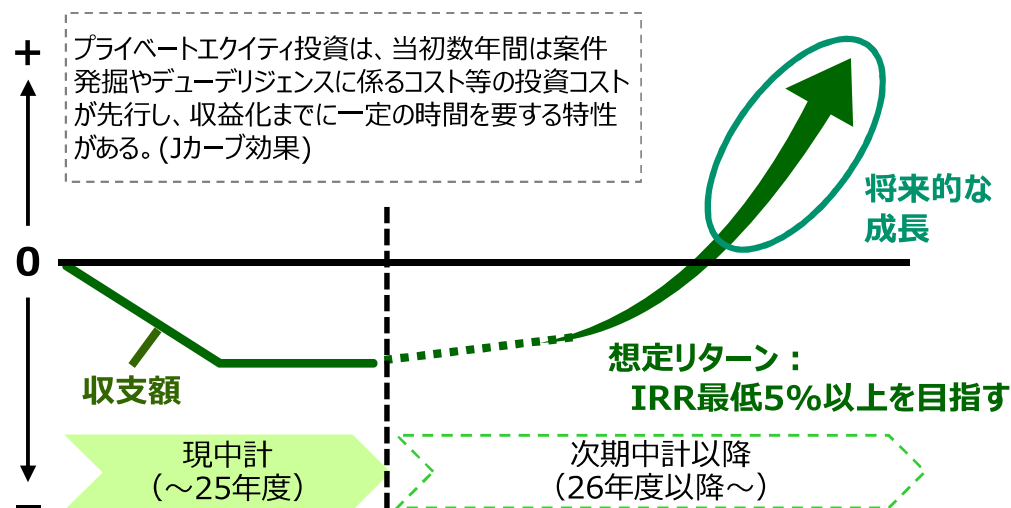 +
プライベートエクイティ投資は、当初数年間は案件
発掘やデューデリジェンスに係るコスト等の投資コスト
が先行し、収益化までに一定の時間を要する特性
がある。(Jカーブ効果)
将来的な
成長
0
収支額
想定リターン：
IRR最低5%以上を目指す
現中計
（～25年度）
次期中計以降
（26年度以降～）
－